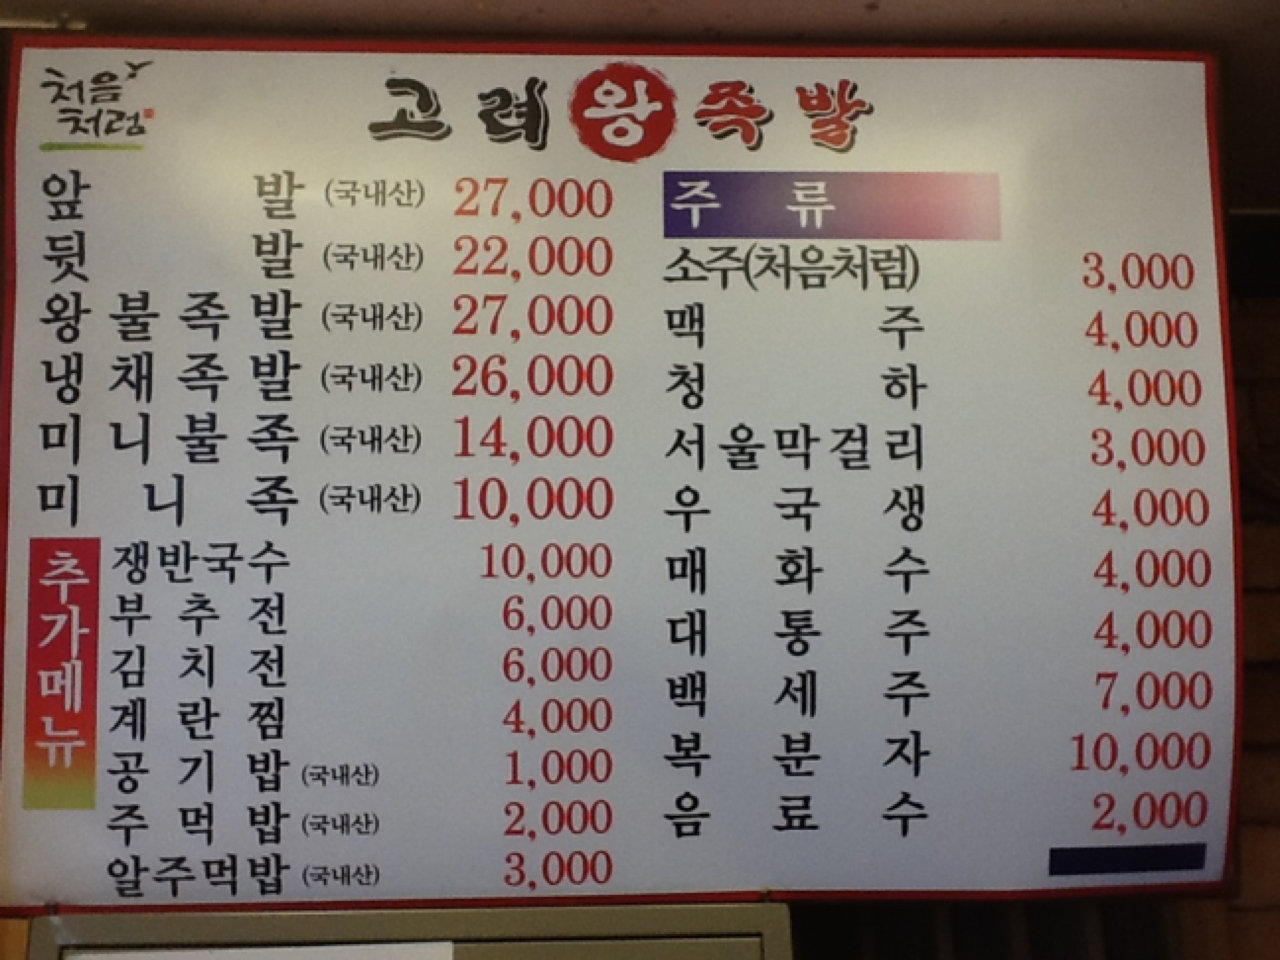 처음
처럼
고려왕족발
앞발 (국내산) 27,000
뒷발 (국내산) 22,000
왕불족발 (국내산) 27,000
냉채족발 (국내산) 26,000
미니불족 (국내산) 14,000
미니족 (국내산) 10,000
추가메뉴
쟁반국수 10,000
부추전 6,000
김치전 6,000
계란찜 4,000
공기밥 (국내산) 1,000
주먹밥 (국내산) 2,000
알주먹밥 (국내산) 3,000
주류
소주(처음처럼) 3,000
맥주 4,000
청하 4,000
서울막걸리 3,000
우국생 4,000
매화수 4,000
대통주 4,000
백세주 7,000
복분자 10,000
음료수 2,000